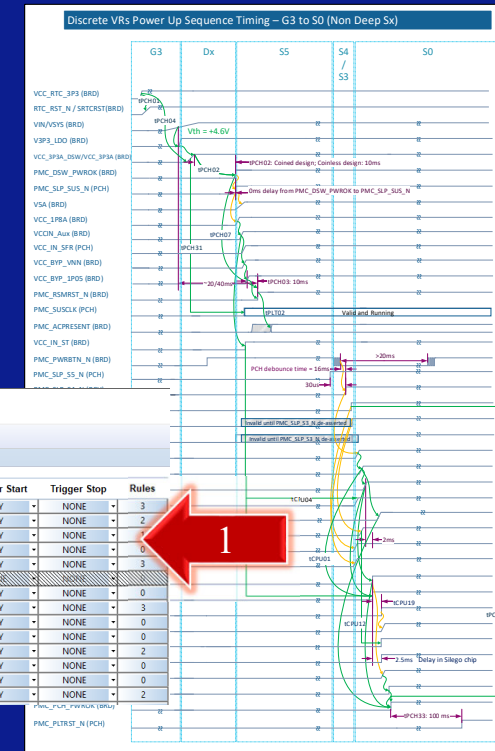 Discrete VRs Power Up Sequence Timing – G3 to S0 (Non Deep Sx)
G3
Dx
S5
S4
/
S3
S0
VCC_RTC_3P3 (BRD)
tPCH01
RTC_RST_N / SRTCRST(BRD)
tPCH04
VIN/VSYS (BRD)
Vth = +4.6V
V3P3_LDO (BRD)
VCC_3P3A_DSW/VCC_3P3A (BRD)
tPCH02
tPCH02: Coined design; Coinless design: 10ms
PMC_DSW_PWROK (BRD)
PMC_SLP_SUS_N (PCH)
0ms delay from PMC_DSW_PWROK to PMC_SLP_SUS_N
V5A (BRD)
VCC_1P8A (BRD)
VCCIN_Aux (BRD)
tPCH07
VCC_IN_SFR (PCH)
tPCH31
VCC_BYP_VNN (BRD)
VCC_BYP_1P05 (BRD)
~20/40ms
tPCH03: 10ms
PMC_RSMRST_N (BRD)
PMC_SUSCLK (PCH)
tPLT02
Valid and Running
PMC_ACPRESENT (BRD)
VCC_IN_ST (BRD)
PMC_PWRBTN_N (BRD)
>20ms
PMC_SLP_S5_N (PCH)
PCH debounce time = 16ms
30us
Invalid until PMC_SLP_S3_N de-asserted
Invalid until PMC_SLP_S3_N de-asserted
r Start Trigger Stop Rules
NONE 3
NONE 2
NONE
NONE 0
NONE 3
NONE 0
NONE 3
NONE 0
NONE 0
NONE 2
NONE 0
NONE 0
NONE 2
1
tCPU04
2ms
tCPU01
tCPU19
tCPU12
2.5ms Delay in Silego chip
PMC_PCH_PWROK (BRD)
tPCH33: 100 ms
PMC_PLTRST_N (PCH)